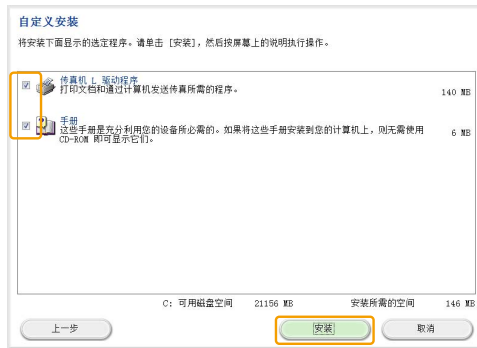 自定义安装
将安装下面显示的选定程序。请单击 [安装]，然后按屏幕上的说明执行操作。
传真机 L 驱动程序
打印文档和通过计算机发送传真所需的程序。
140 MB
手册
这些手册是充分利用您的设备所必需的。如果将这些手册安装到您的计算机上，则无需使用
6 MB
CD-ROM 即可显示它们。
C: 可用磁盘空间 21156 MB 安装所需的空间 146 MB
上一步 安装 取消